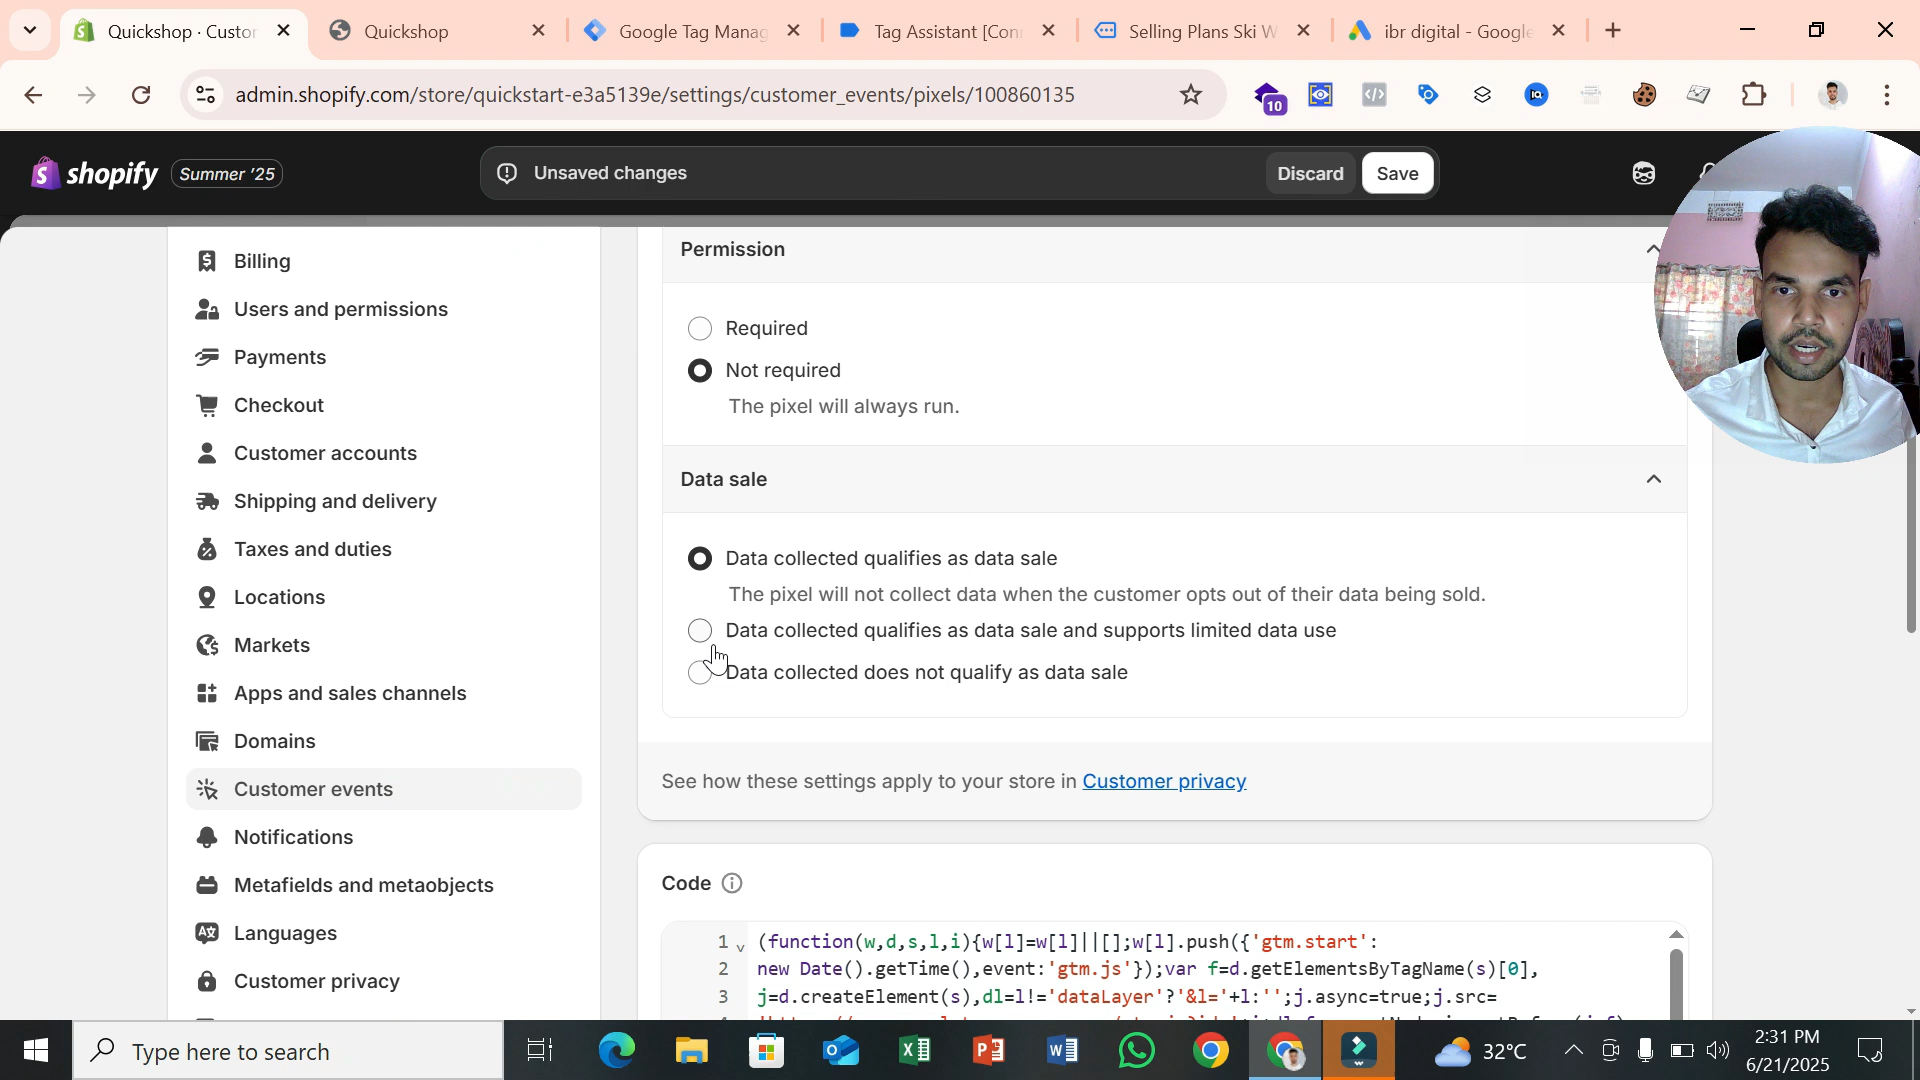 Quickshop · Custor
Quickshop
Google Tag Manag
Tag Assistant [Con
Selling Plans Ski W
ibr digital - Google
admin.shopify.com/store/quickstart-e3a5139e/settings/customer_events/pixels/100860135
10
shopify
Summer '25
Unsaved changes
Discard
Save
Billing
Users and permissions
Payments
Checkout
Customer accounts
Shipping and delivery
Taxes and duties
Locations
Markets
Apps and sales channels
Domains
Customer events
Notifications
Metafields and metaobjects
Languages
Customer privacy
Permission
Required
Not required
The pixel will always run.
Data sale
Data collected qualifies as data sale
The pixel will not collect data when the customer opts out of their data being sold.
Data collected qualifies as data sale and supports limited data use
Data collected does not qualify as data sale
See how these settings apply to your store in Customer privacy
Code
1 (function(w,d,s,l,i){w[l]=w[l]||[];w[l].push({'gtm.start':
2 new Date().getTime(),event:'gtm.js'});var f=d.getElementsByTagName(s)[0],
3 j=d.createElement(s),dl=l!='dataLayer'?'&l='+l:'';j.async=true;j.src=
Type here to search
32°C
2:31 PM
6/21/2025